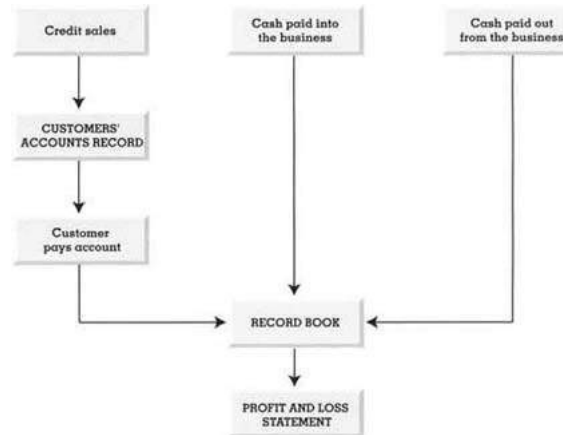 Credit sales
Cash paid into
the business
Cash paid out
from the business
CUSTOMERS'
ACCOUNTS RECORD
Customer
pays account
RECORD BOOK
PROFIT AND LOSS
STATEMENT